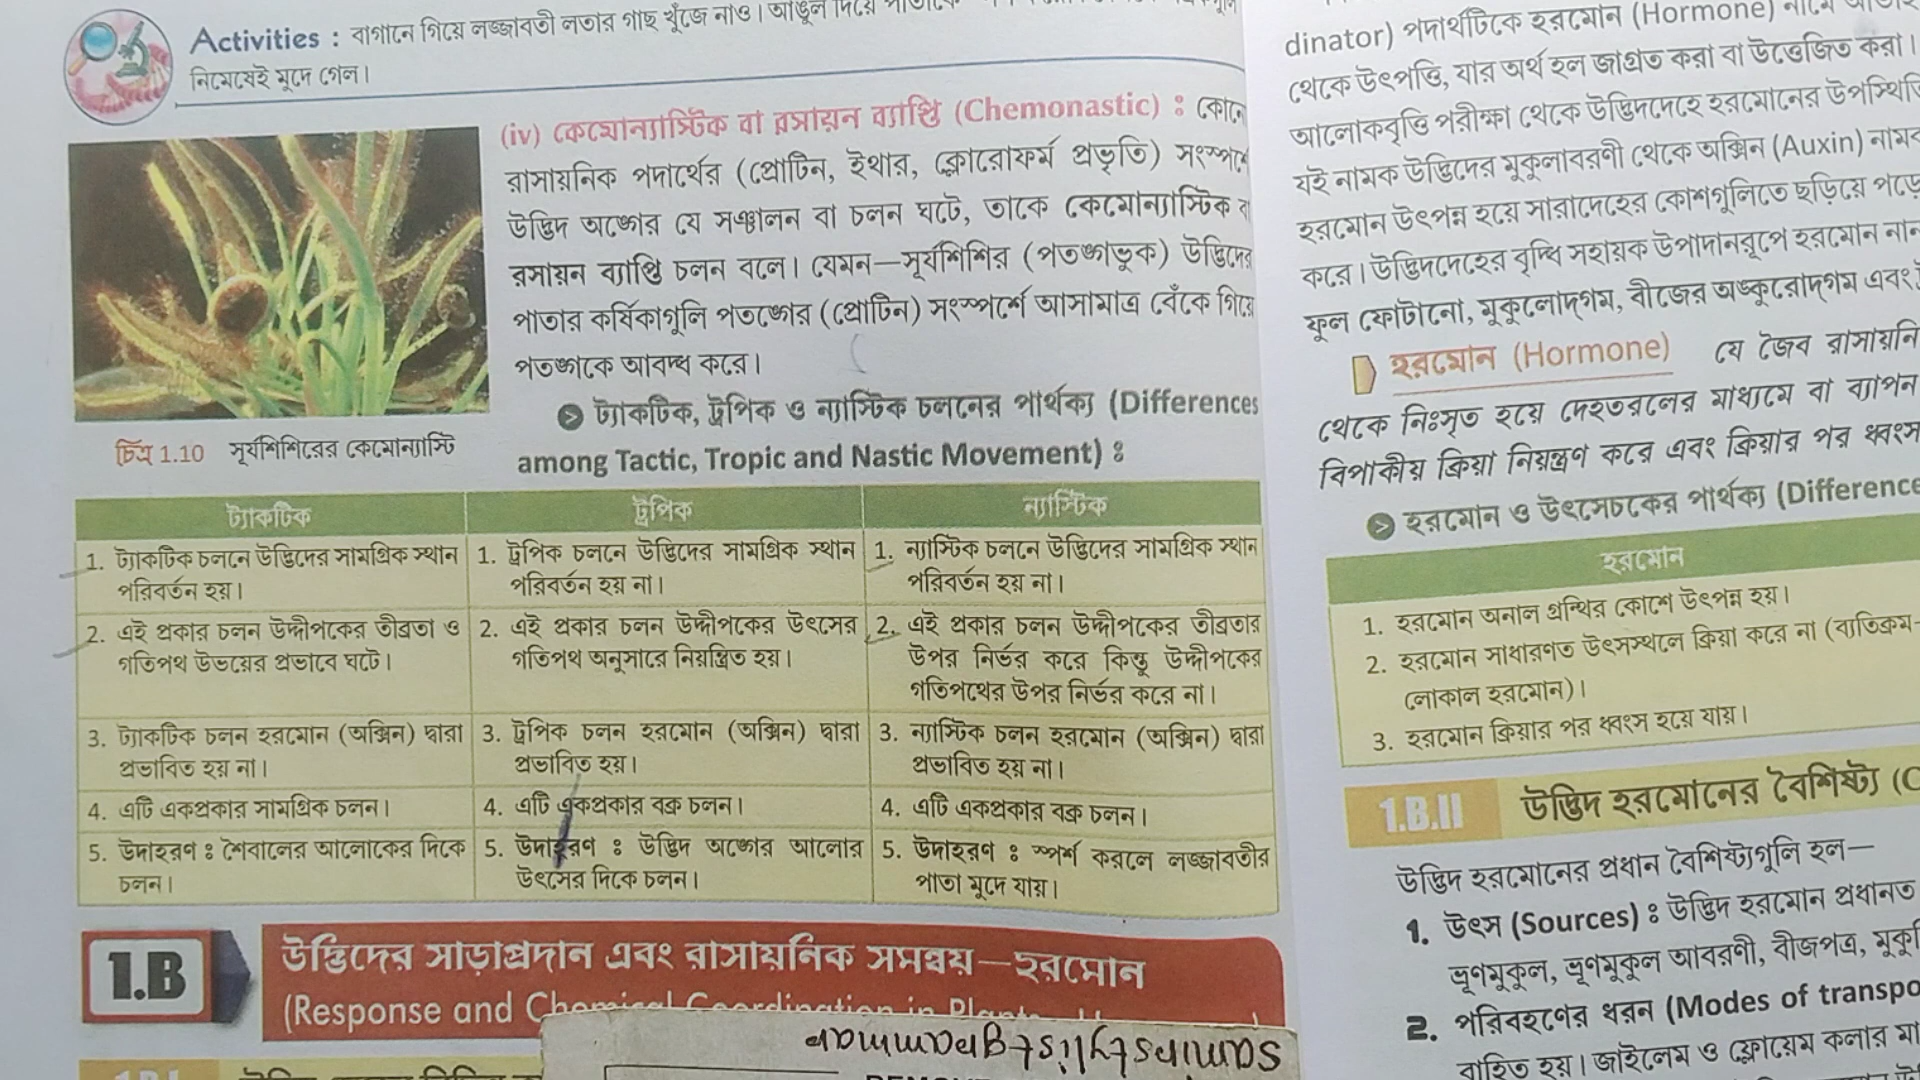 Activities : বাগানে গিয়ে লজ্জাবতী লতার গাছ খুঁজে নাও। আঙুল দিয়ে
নিমেষেই মুদে গেল।
(iv) কেমোন্যাস্টিক বা রসায়ন ব্যাপ্তি (Chemonastic) :
রাসায়নিক পদার্থের (প্রোটিন, ইথার, ক্লোরোফর্ম প্রভৃতি) সংস্পর্শে
উদ্ভিদ অঙ্গের যে সঞ্চালন বা চলন ঘটে, তাকে কেমোন্যাস্টিক বা
রসায়ন ব্যাপ্তি চলন বলে। যেমন—সূর্যশিশির (পতঙ্গভুক) উদ্ভিদের
পাতার কর্ষিকাগুলি পতঙ্গের (প্রোটিন) সংস্পর্শে আসামাত্র বেঁকে গিয়ে
পতঙ্গকে আবদ্ধ করে।
চিত্র 1.10 সূর্যশিশিরের কেমোন্যাস্টি
ট্যাকটিক, ট্রপিক ও ন্যাস্টিক চলনের পার্থক্য (Differences
among Tactic, Tropic and Nastic Movement) :
ট্যাকটিক ট্রপিক ন্যাস্টিক
1. ট্যাকটিক চলনে উদ্ভিদের সামগ্রিক স্থান
পরিবর্তন হয়।
1. ট্রপিক চলনে উদ্ভিদের সামগ্রিক স্থান
পরিবর্তন হয় না।
1. ন্যাস্টিক চলনে উদ্ভিদের সামগ্রিক স্থান
পরিবর্তন হয় না।
2. এই প্রকার চলন উদ্দীপকের তীব্রতা ও
গতিপথ উভয়ের প্রভাবে ঘটে।
2. এই প্রকার চলন উদ্দীপকের উৎসের
গতিপথ অনুসারে নিয়ন্ত্রিত হয়।
2. এই প্রকার চলন উদ্দীপকের তীব্রতার
উপর নির্ভর করে কিন্তু উদ্দীপকের
গতিপথের উপর নির্ভর করে না।
3. ট্যাকটিক চলন হরমোন (অক্সিন) দ্বারা
প্রভাবিত হয় না।
3. ট্রপিক চলন হরমোন (অক্সিন) দ্বারা
প্রভাবিত হয়।
3. ন্যাস্টিক চলন হরমোন (অক্সিন) দ্বারা
প্রভাবিত হয় না।
4. এটি একপ্রকার সামগ্রিক চলন।
4. এটি একপ্রকার বক্র চলন।
4. এটি একপ্রকার বক্র চলন।
5. উদাহরণ : শৈবালের আলোকের দিকে
চলন।
5. উদাহরণ : উদ্ভিদ অঙ্গের আলোর
উৎসের দিকে চলন।
5. উদাহরণ : স্পর্শ করলে লজ্জাবতীর
পাতা মুদে যায়।
1.B উদ্ভিদের সাড়াপ্রদান এবং রাসায়নিক সমন্বয়—হরমোন
(Response and Chemical Coordination in
samirstylistgrammar
dinator) পদার্থটিকে হরমোন (Hormone) নামে
থেকে উৎপত্তি, যার অর্থ হল জাগ্রত করা বা উত্তেজিত করা।
আলোকবৃত্তি পরীক্ষা থেকে উদ্ভিদদেহে হরমোনের উপস্থিতি
যই নামক উদ্ভিদের মুকুলাবরণী থেকে অক্সিন (Auxin) নামক
হরমোন উৎপন্ন হয়ে সারাদেহের কোশগুলিতে ছড়িয়ে পড়ে
করে। উদ্ভিদদেহের বৃদ্ধি সহায়ক উপাদানরূপে হরমোন
ফুল ফোটানো, মুকুলোদ্‌গম, বীজের অঙ্কুরোদ্‌গম এবং
হরমোন (Hormone) যে জৈব
থেকে নিঃসৃত হয়ে দেহতরলের মাধ্যমে বা ব্যাপন
বিপাকীয় ক্রিয়া নিয়ন্ত্রণ করে এবং ক্রিয়ার পর ধ্বংস
হরমোন ও উৎসেচকের পার্থক্য (Difference
হরমোন
1. হরমোন অনাল গ্রন্থির কোশে উৎপন্ন হয়।
2. হরমোন সাধারণত উৎসস্থলে ক্রিয়া করে না (ব্যতিক্রম-
লোকাল হরমোন)।
3. হরমোন ক্রিয়ার পর ধ্বংস হয়ে যায়।
1.B.II উদ্ভিদ হরমোনের বৈশিষ্ট্য (C
উদ্ভিদ হরমোনের প্রধান বৈশিষ্ট্যগুলি হল—
1. উৎস (Sources) : উদ্ভিদ হরমোন প্রধানত
ভ্রূণমুকুল, ভ্রূণমুকুল আবরণী, বীজপত্র,
2. পরিবহণের ধরন (Modes of transpo
বাহিত হয়। জাইলেম ও ফ্লোয়েম কলার